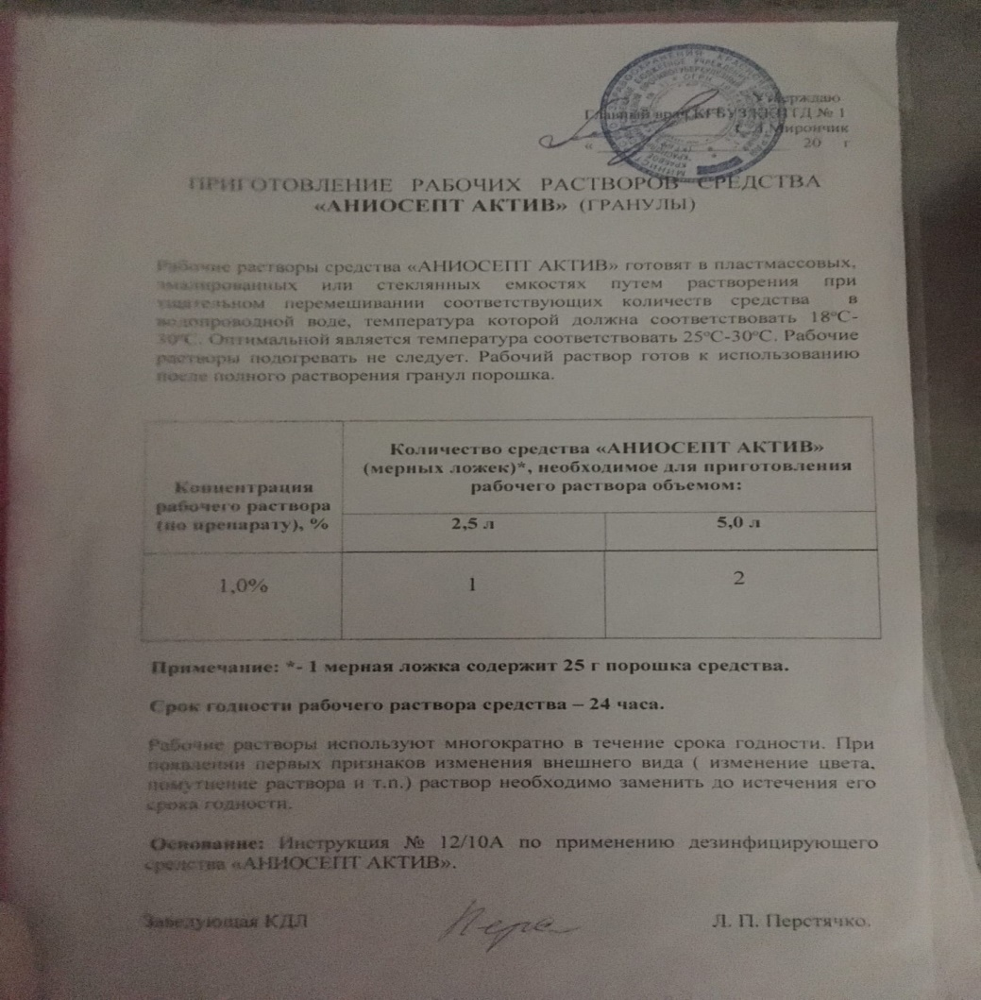 Утверждаю
Главный врач КГБУЗ ККПТД № 1
Мирончик
« 20 г
ПРИГОТОВЛЕНИЕ РАБОЧИХ РАСТВОРОВ СРЕДСТВА
«АНИОСЕПТ АКТИВ» (ГРАНУЛЫ)
Рабочие растворы средства «АНИОСЕПТ АКТИВ» готовят в пластмассовых,
эмалированных или стеклянных емкостях путем растворения при
тщательном перемешивании соответствующих количеств средства в
водопроводной воде, температура которой должна соответствовать 18°С-
30°С. Оптимальной является температура соответствовать 25°С-30°С. Рабочие
растворы подогревать не следует. Рабочий раствор готов к использованию
после полного растворения гранул порошка.
Концентрация
рабочего раствора
(по препарату), %
Количество средства «АНИОСЕПТ АКТИВ»
(мерных ложек)*, необходимое для приготовления
рабочего раствора объемом:
2,5 л
5,0 л
1,0%
1
2
Примечание: *- 1 мерная ложка содержит 25 г порошка средства.
Срок годности рабочего раствора средства – 24 часа.
Рабочие растворы используют многократно в течение срока годности. При
появлении первых признаков изменения внешнего вида ( изменение цвета,
помутнение раствора и т.п.) раствор необходимо заменить до истечения его
срока годности.
Основание: Инструкция № 12/10А по применению дезинфицирующего
средства «АНИОСЕПТ АКТИВ».
Заведующая КДЛ
Л. П. Перстячко.